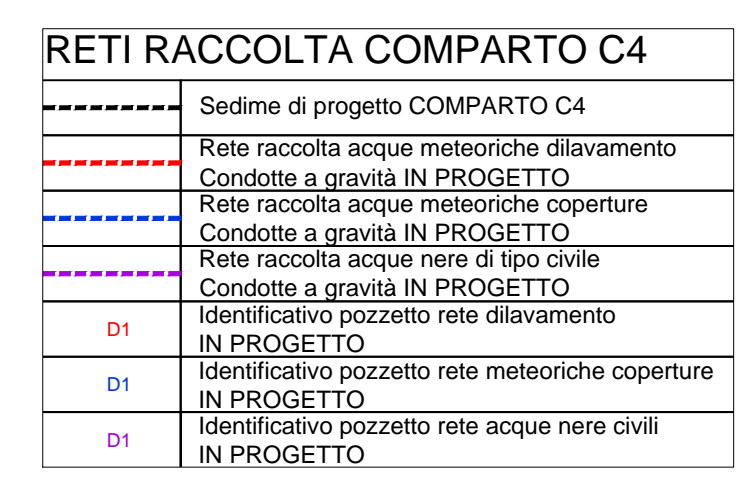 RETI RACCOLTA COMPARTO C4
Sedime di progetto COMPARTO C4
Rete raccolta acque meteoriche dilavamento
Condotte a gravità IN PROGETTO
Rete raccolta acque meteoriche coperture
Condotte a gravità IN PROGETTO
Rete raccolta acque nere di tipo civile
Condotte a gravità IN PROGETTO
D1
Identificativo pozzetto rete dilavamento
IN PROGETTO
D1
Identificativo pozzetto rete meteoriche coperture
IN PROGETTO
D1
Identificativo pozzetto rete acque nere civili
IN PROGETTO